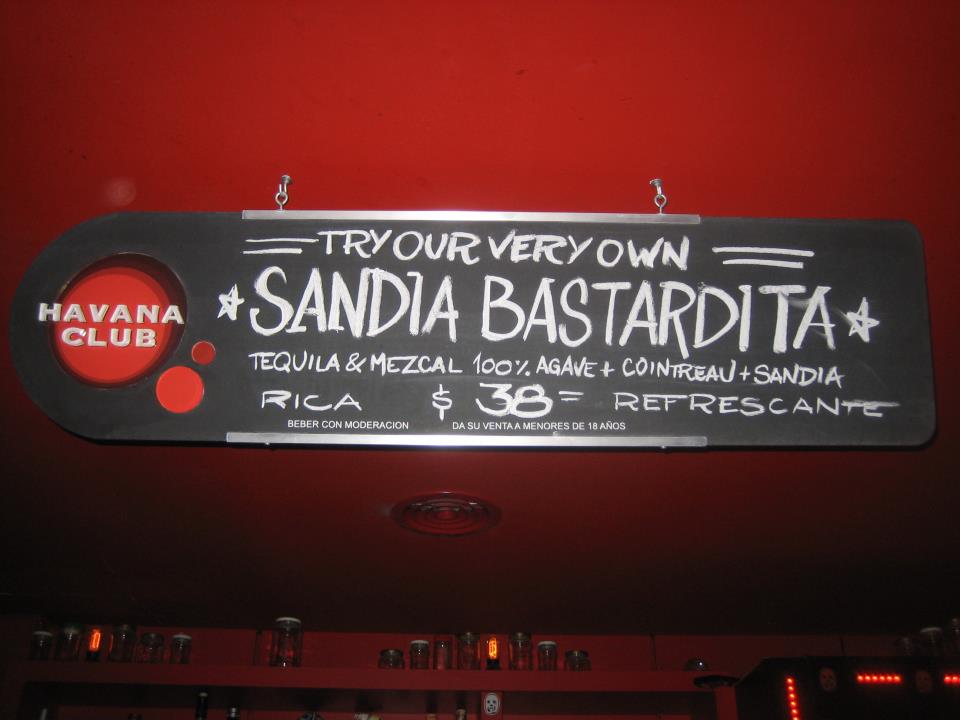 HAVANA
CLUB
TRY OUR VERY OWN
SANDIA BASTARDITA
TEQUILA & MEZCAL 100% AGAVE + COINTREAU + SANDIA
RICA $ 38= REFRESCANTE
BEBER CON MODERACION DA SU VENTA A MENORES DE 18 AÑOS